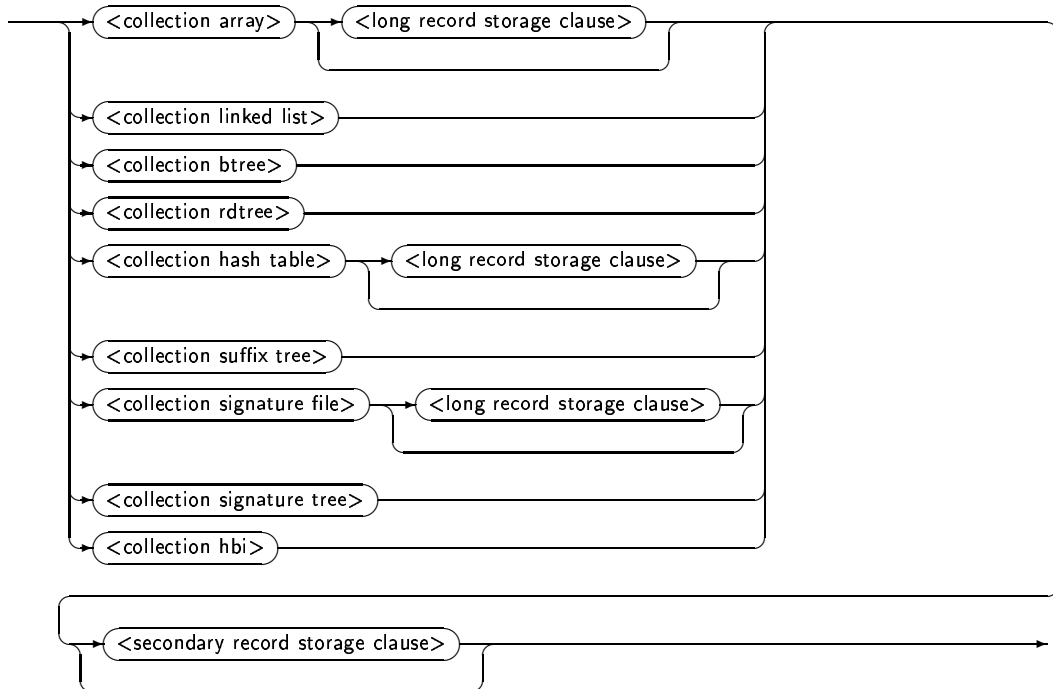 <collection array> <long record storage clause>
<collection linked list>
<collection btree>
<collection rdtree>
<collection hash table> <long record storage clause>
<collection suffix tree>
<collection signature file> <long record storage clause>
<collection signature tree>
<collection hbi>
<secondary record storage clause>